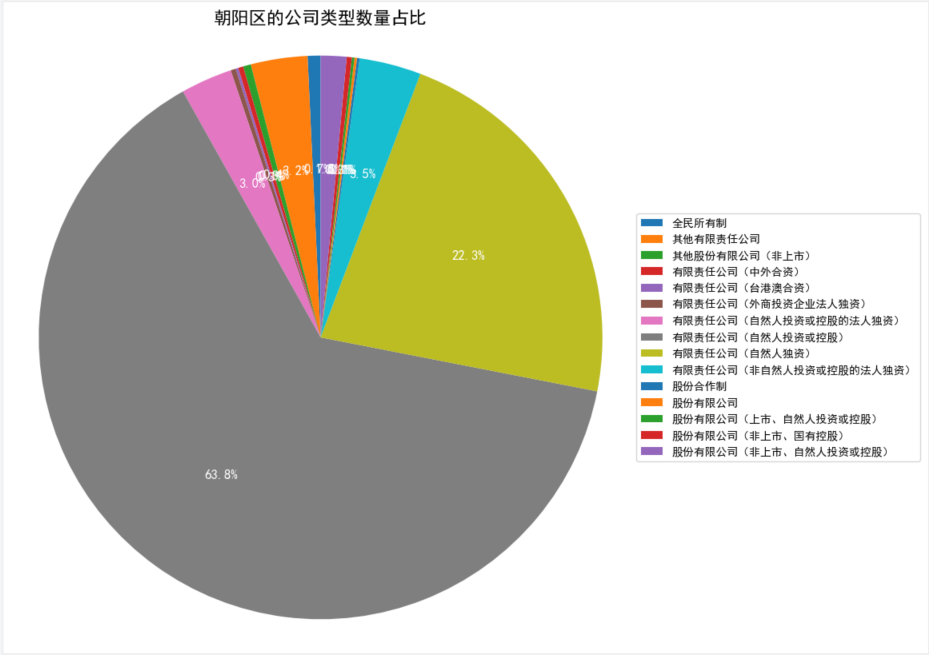 朝阳区的公司类型数量占比
3.2%
3.0%
3.5%
22.3%
63.8%
全民所有制
其他有限责任公司
其他股份有限公司（非上市）
有限责任公司（中外合资）
有限责任公司（台港澳合资）
有限责任公司（外商投资企业法人独资）
有限责任公司（自然人投资或控股的法人独资）
有限责任公司（自然人投资或控股）
有限责任公司（自然人独资）
有限责任公司（非自然人投资或控股的法人独资）
股份合作制
股份有限公司
股份有限公司（上市、自然人投资或控股）
股份有限公司（非上市、国有控股）
股份有限公司（非上市、自然人投资或控股）